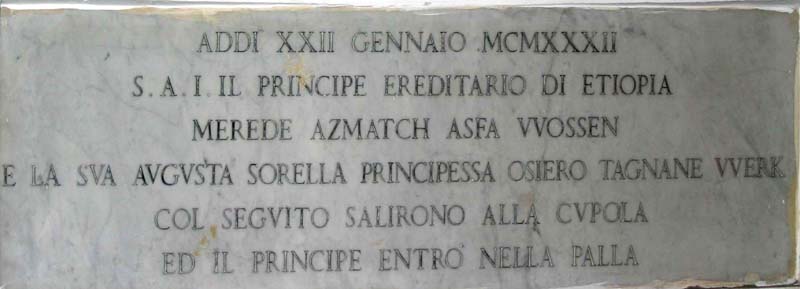 ADDI XXII GENNAIO MCMXXXII
S. A. I. IL PRINCIPE EREDITARIO DI ETIOPIA
MEREDE AZMATCH ASFA VVOSSEN
E LA SVA AVGVSTA SORELLA PRINCIPESSA OSIERO TAGNANE VVERK
COL SEGVITO SALIRONO ALLA CVPOLA
ED IL PRINCIPE ENTRO' NELLA PALLA